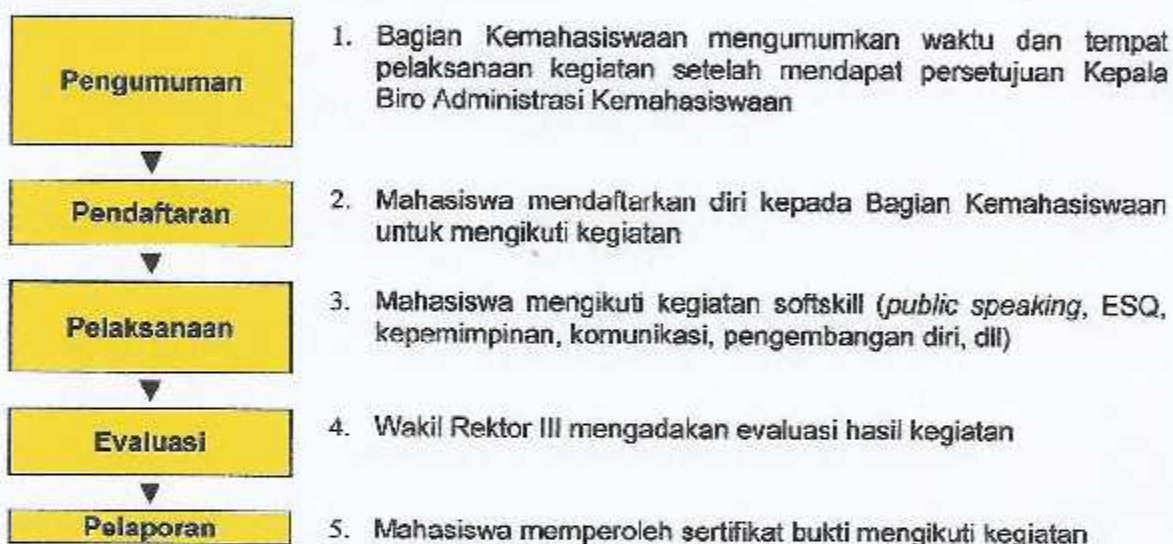 Pengumuman
1. Bagian Kemahasiswaan mengumumkan waktu dan tempat
pelaksanaan kegiatan setelah mendapat persetujuan Kepala
Biro Administrasi Kemahasiswaan
Pendaftaran
2. Mahasiswa mendaftarkan diri kepada Bagian Kemahasiswaan
untuk mengikuti kegiatan
Pelaksanaan
3. Mahasiswa mengikuti kegiatan softskill (public speaking, ESQ,
kepemimpinan, komunikasi, pengembangan diri, dll)
Evaluasi
4. Wakil Rektor III mengadakan evaluasi hasil kegiatan
Pelaporan
5. Mahasiswa memperoleh sertifikat bukti mengikuti kegiatan